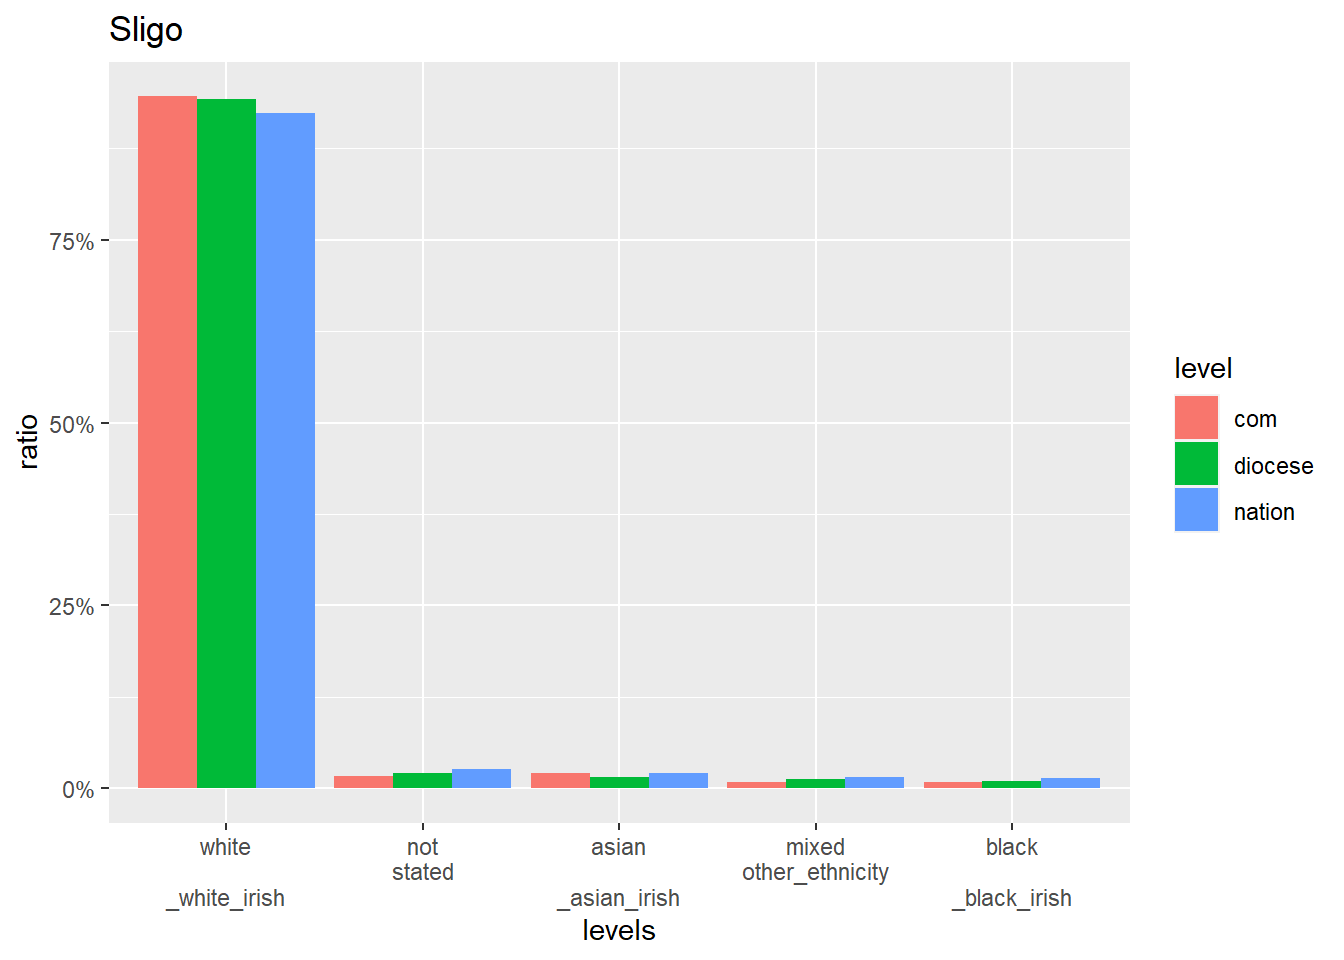 Sligo
ratio
75%
50%
25%
0%
white
_white_irish
not
stated
asian
_asian_irish
mixed
other_ethnicity
black
_black_irish
levels
level
com
diocese
nation